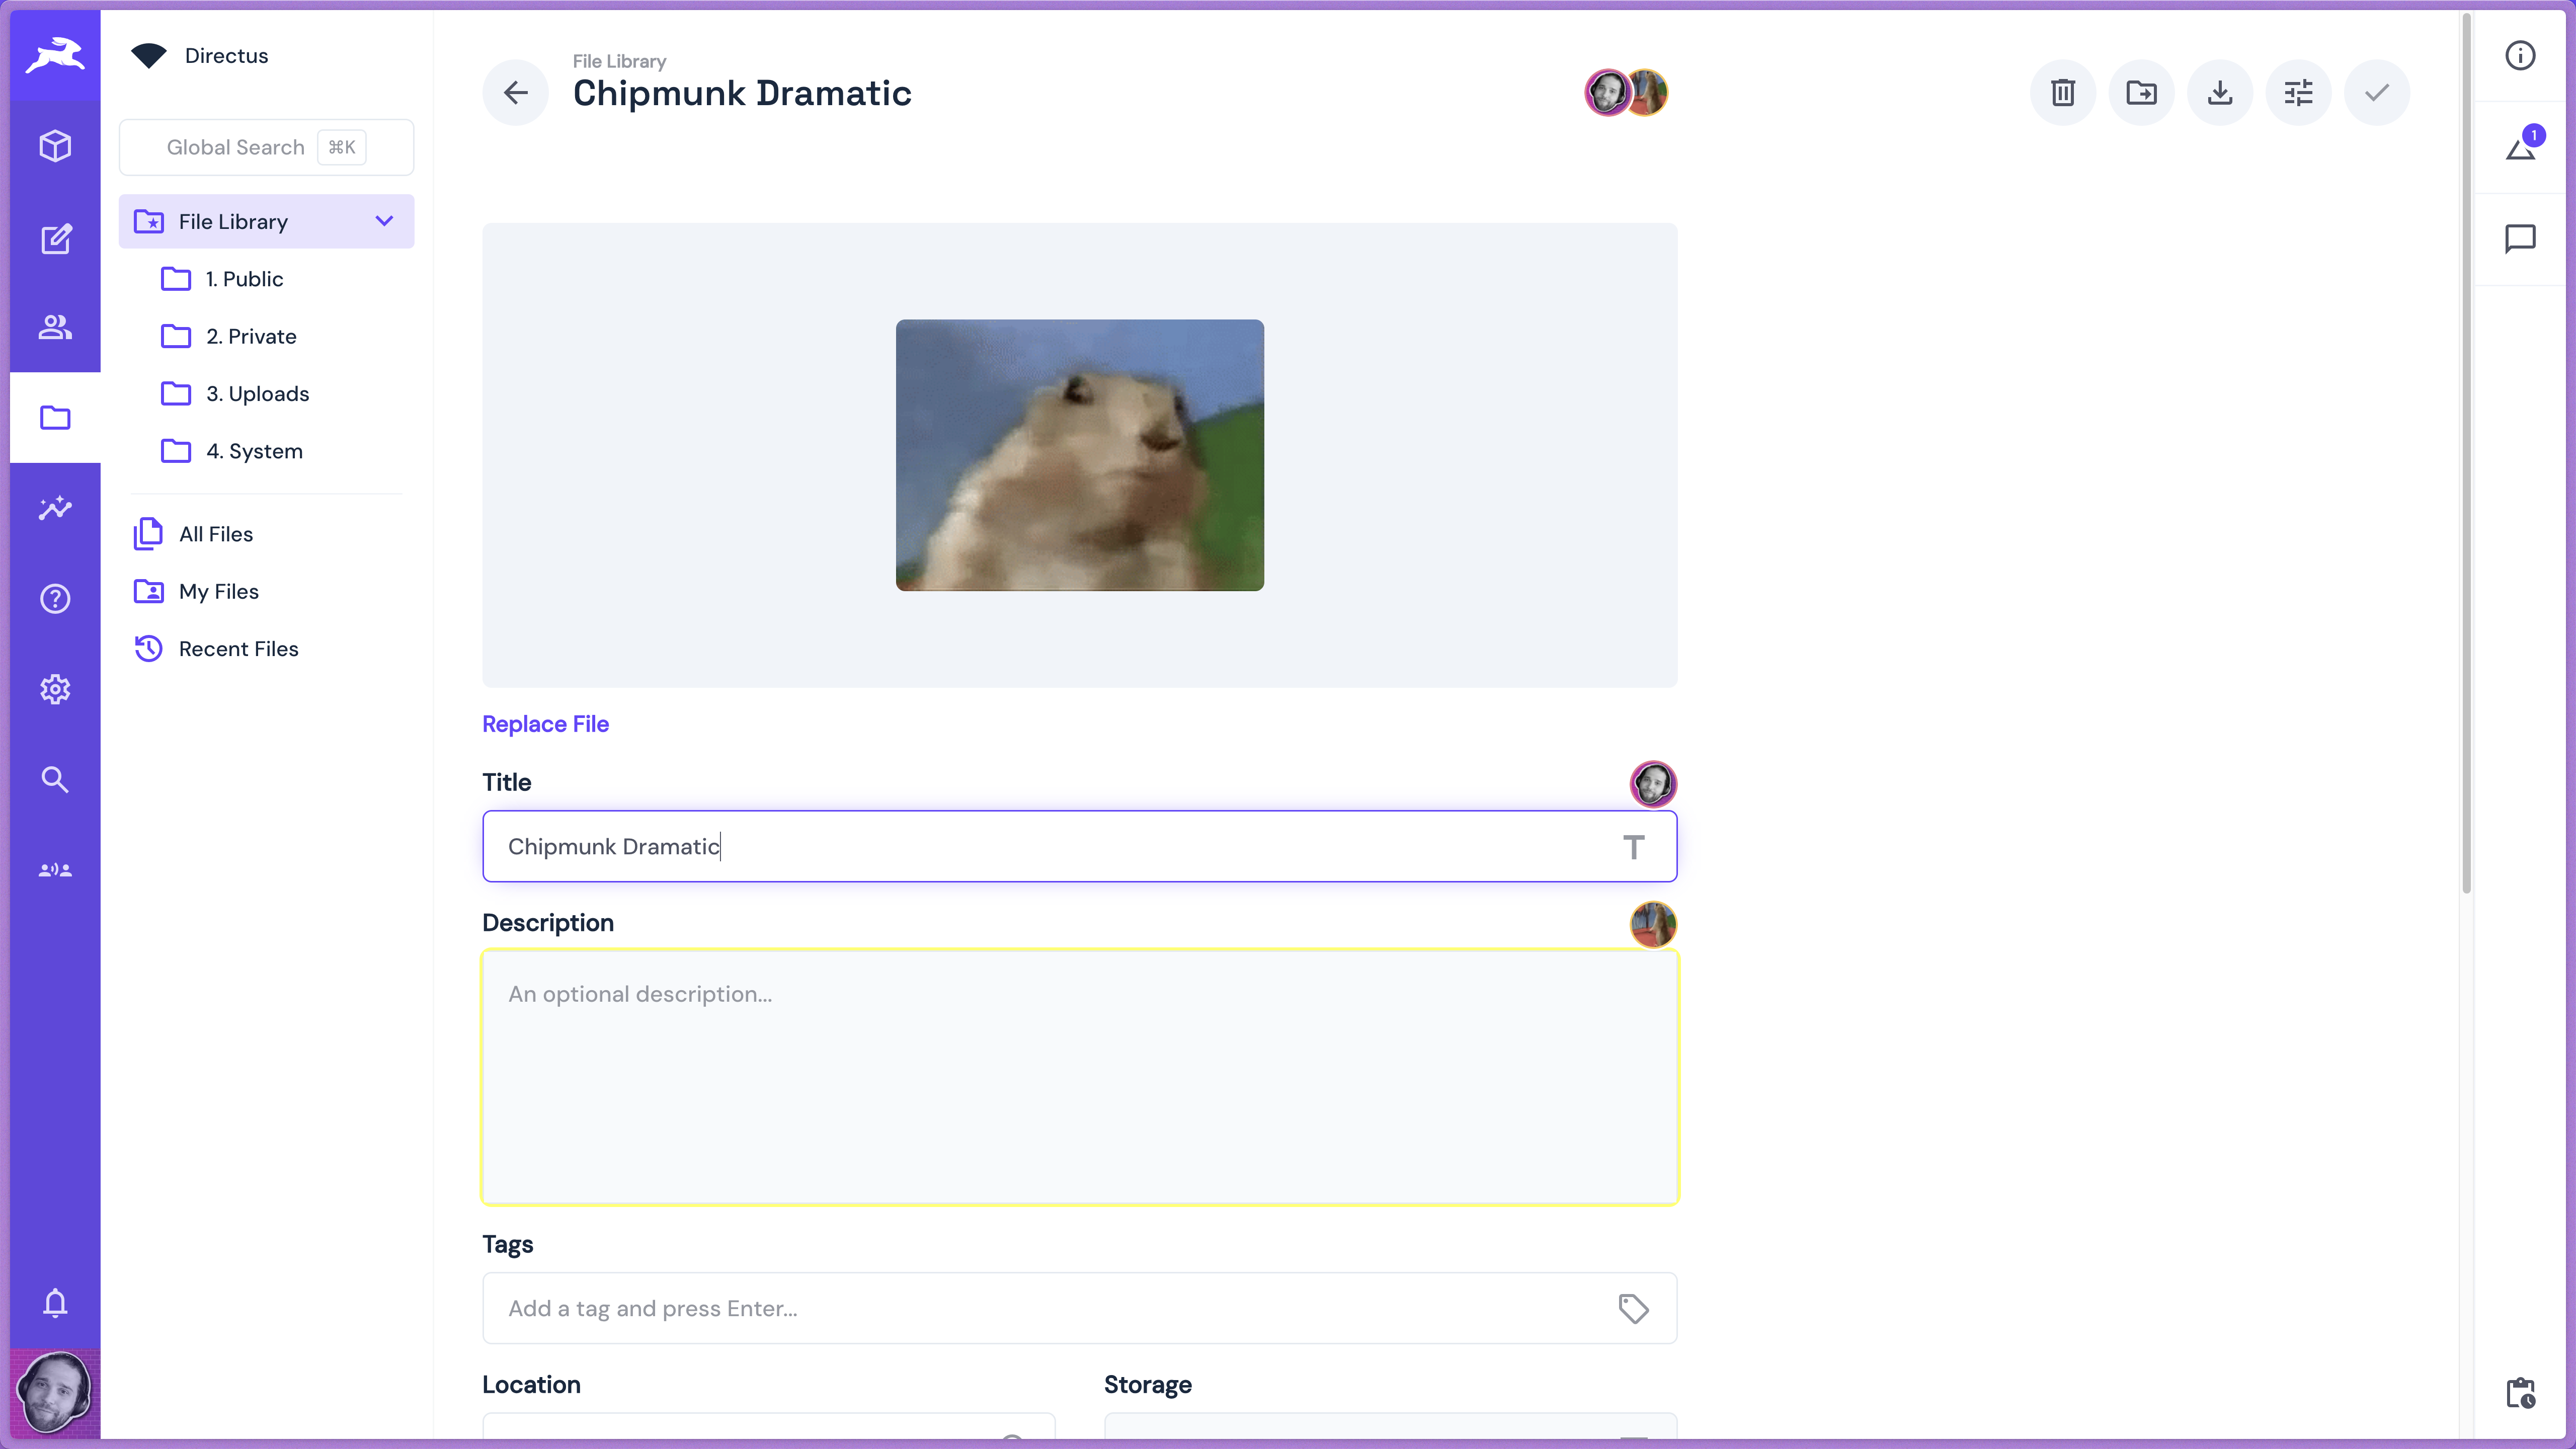 Directus
Global Search ⌘K
File Library
1. Public
2. Private
3. Uploads
4. System
All Files
My Files
Recent Files
File Library
Chipmunk Dramatic
Replace File
Title
Chipmunk Dramatic
Description
An optional description...
Tags
Add a tag and press Enter...
Location
Storage
1